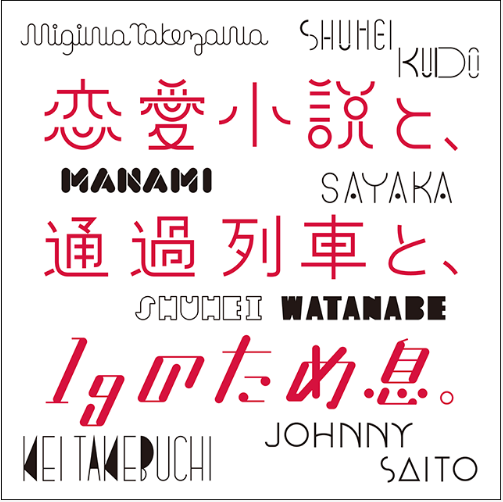 Migiwa Takezawa
SHUHEI
KUDO
恋愛小説と、
MANAMI
SAYAKA
通過列車と、
SHUHEI WATANABE
1gのため息。
KEI TAKEBUCHI
JOHNNY
SAITO